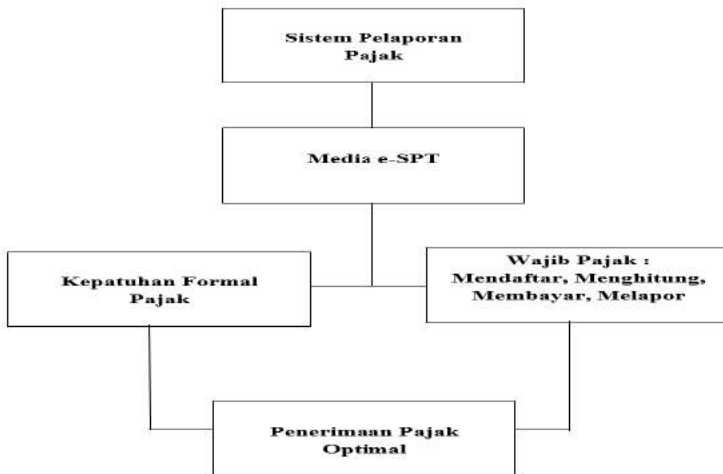 Sistem Pelaporan
Pajak
Media e-SPT
Kepatuhan Formal
Pajak
Wajib Pajak :
Mendaftar, Menghitung,
Membayar, Melapor
Penerimaan Pajak
Optimal